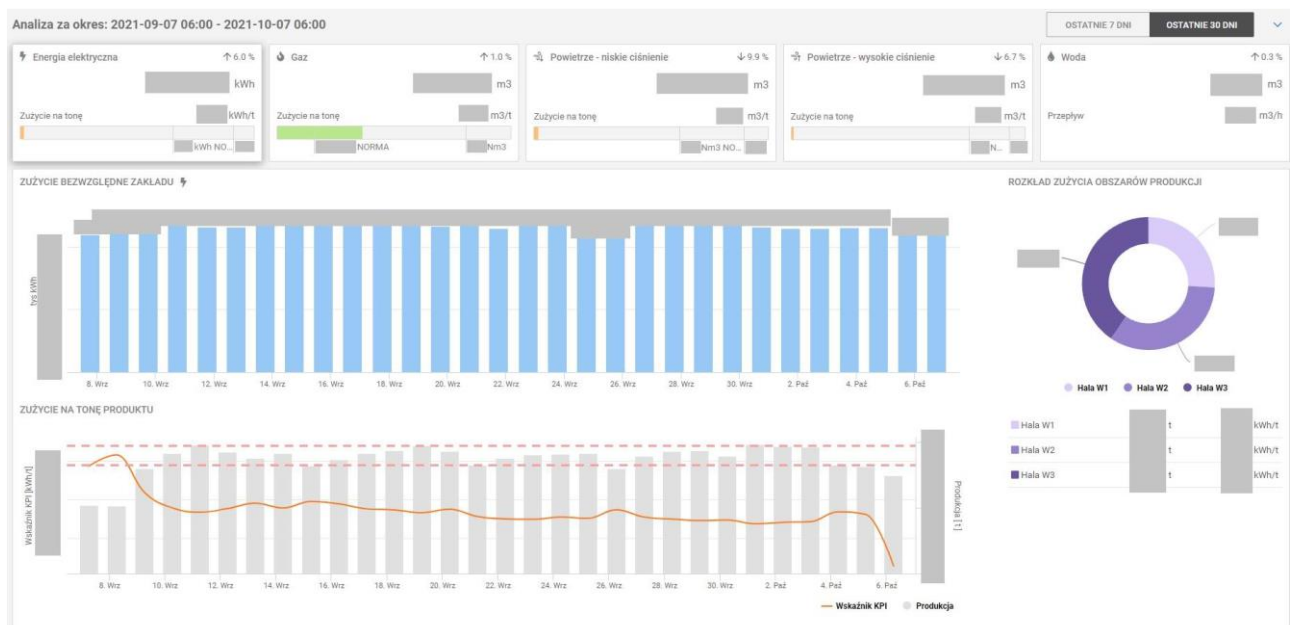 Analiza za okres: 2021-09-07 06:00 - 2021-10-07 06:00
OSTATNIE 7 DNI
OSTATNIE 30 DNI
Energia elektryczna ↑ 6.0 %
kWh
Zużycie na tonę kWh/t
kWh NO...
Gaz ↑ 1.0 %
m3
Zużycie na tonę m3/t
NORMA Nm3
Powietrze - niskie ciśnienie ↓ 9.9 %
m3
Zużycie na tonę m3/t
Nm3 NO...
Powietrze - wysokie ciśnienie ↓ 6.7 %
m3
Zużycie na tonę m3/t
N...
Woda ↑ 0.3 %
m3
Przepływ m3/h
ZUŻYCIE BEZWZGLĘDNE ZAKŁADU
tys kWh
8. Wrz 10. Wrz 12. Wrz 14. Wrz 16. Wrz 18. Wrz 20. Wrz 22. Wrz 24. Wrz 26. Wrz 28. Wrz 30. Wrz 2. Paź 4. Paź 6. Paź
ROZKŁAD ZUŻYCIA OBSZARÓW PRODUKCJI
Hala W1 Hala W2 Hala W3
Hala W1 t kWh/t
Hala W2 t kWh/t
Hala W3 t kWh/t
ZUŻYCIE NA TONĘ PRODUKTU
Wskaźnik KPI [kWh/t]
Produkcja [ t ]
8. Wrz 10. Wrz 12. Wrz 14. Wrz 16. Wrz 18. Wrz 20. Wrz 22. Wrz 24. Wrz 26. Wrz 28. Wrz 30. Wrz 2. Paź 4. Paź 6. Paź
Wskaźnik KPI Produkcja